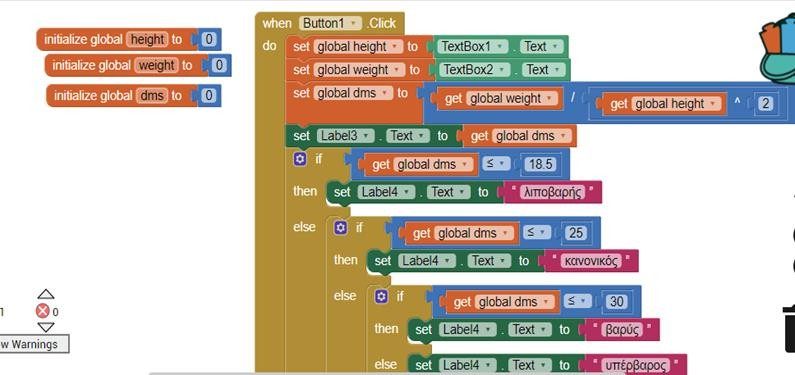 initialize global height to 0
initialize global weight to 0
initialize global dms to 0
when Button1 .Click
do set global height to TextBox1 . Text
set global weight to TextBox2 . Text
set global dms to get global weight / get global height ^ 2
set Label3 . Text to get global dms
if get global dms ≤ 18.5
then set Label4 . Text to " λιποβαρής "
else if get global dms ≤ 25
then set Label4 . Text to " κανονικός "
else if get global dms ≤ 30
then set Label4 . Text to " βαρύς "
else set Label4 . Text to " υπέρβαρος "
1 0
w Warnings